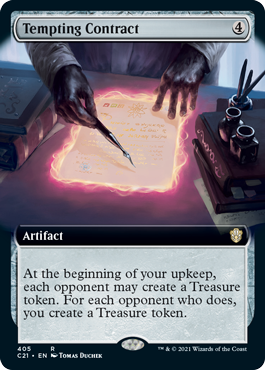 Tempting Contract 4
Artifact
At the beginning of your upkeep,
each opponent may create a Treasure
token. For each opponent who does,
you create a Treasure token.
405 R
C21 • EN Tomas Duchek
™ & © 2021 Wizards of the Coast